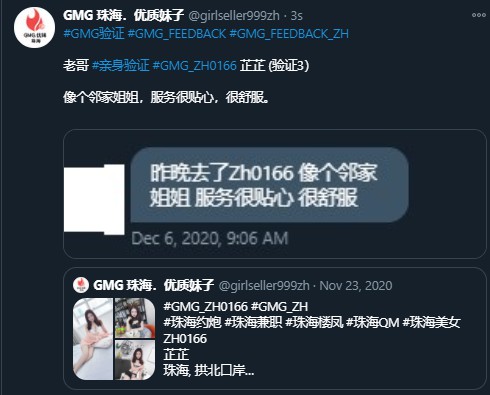 GMG 珠海．优质妹子 @girlseller999zh · 3s
#GMG验证 #GMG_FEEDBACK #GMG_FEEDBACK_ZH
老哥 #亲身验证 #GMG_ZH0166 芷芷 (验证3）
像个邻家姐姐，服务很贴心，很舒服。
昨晚去了Zh0166 像个邻家
姐姐 服务很贴心 很舒服
Dec 6, 2020, 9:06 AM
GMG 珠海．优质妹子 @girlseller999zh · Nov 23, 2020
#GMG_ZH0166 #GMG_ZH
#珠海约炮 #珠海兼职 #珠海楼凤 #珠海QM #珠海美女
ZH0166
芷芷
珠海, 拱北口岸...